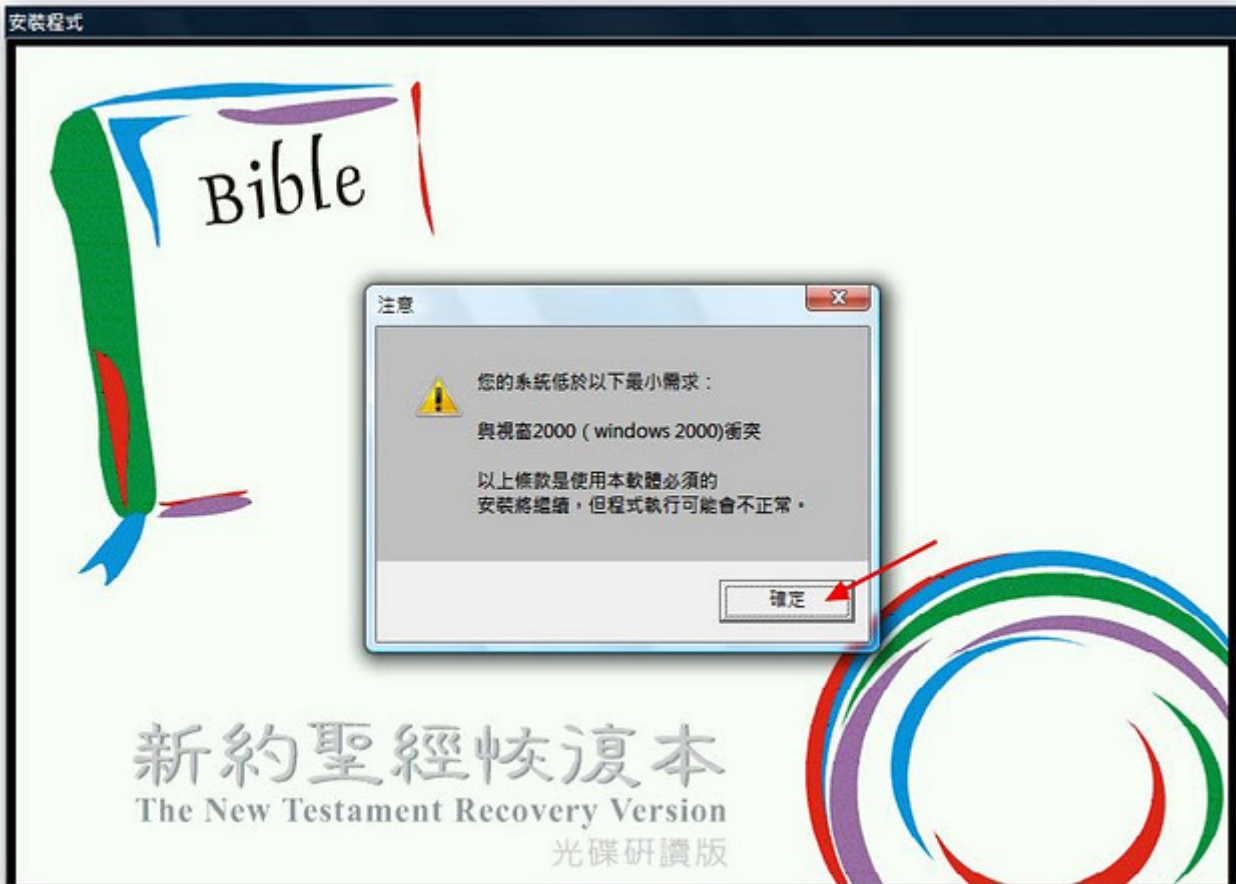 安裝程式
Bible
注意
您的系統低於以下最小需求：
與視窗2000（windows 2000)衝突
以上條款是使用本軟體必須的
安裝將繼續，但程式執行可能會不正常。
確定
新約聖經恢復本
The New Testament Recovery Version
光碟研讀版